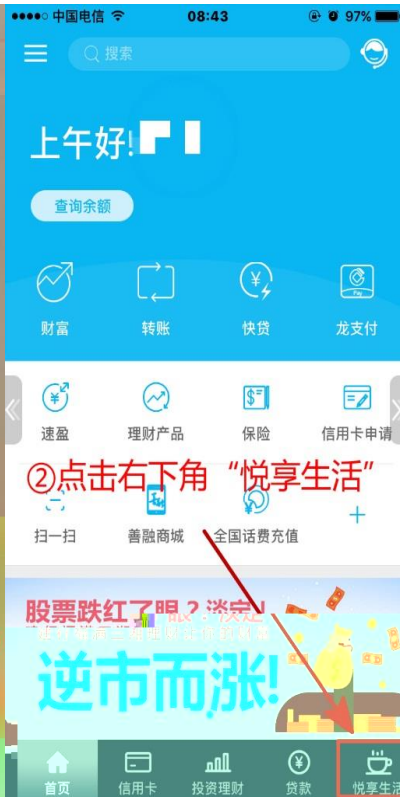 中国电信 08:43 97%
搜索
上午好!
查询余额
财富 转账 快贷 龙支付
Pay
速盈 理财产品 保险 信用卡申请
②点击右下角“悦享生活”
扫一扫 善融商城 全国话费充值
股票跌红了眼?淡定!
逆市而涨!
首页 信用卡 投资理财 贷款 悦享生活